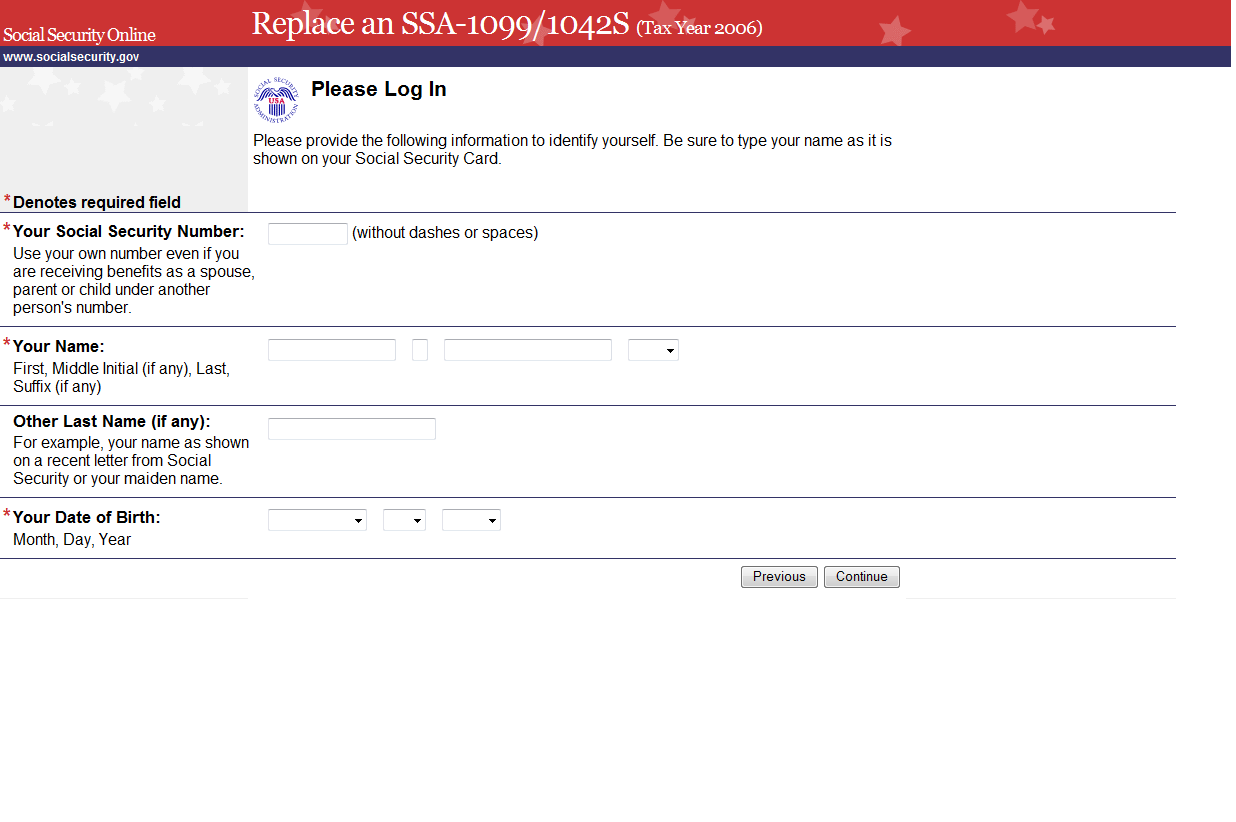 Social Security Online
Replace an SSA-1099/1042S (Tax Year 2006)
www.socialsecurity.gov
SOCIAL SECURITY ADMINISTRATION
USA
Please Log In
Please provide the following information to identify yourself. Be sure to type your name as it is
shown on your Social Security Card.
*Denotes required field
*Your Social Security Number:
(without dashes or spaces)
Use your own number even if you
are receiving benefits as a spouse,
parent or child under another
person's number.
*Your Name:
First, Middle Initial (if any), Last,
Suffix (if any)
Other Last Name (if any):
For example, your name as shown
on a recent letter from Social
Security or your maiden name.
*Your Date of Birth:
Month, Day, Year
Previous
Continue